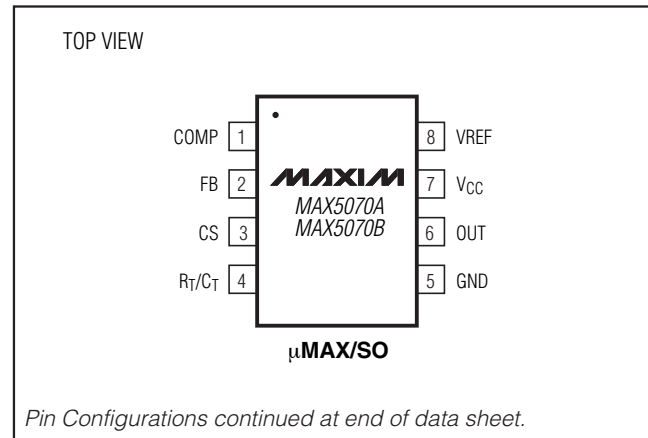 TOP VIEW
COMP 1
FB 2
CS 3
RT/CT 4
MAXIM
MAX5070A
MAX5070B
8 VREF
7 VCC
6 OUT
5 GND
µMAX/SO
Pin Configurations continued at end of data sheet.